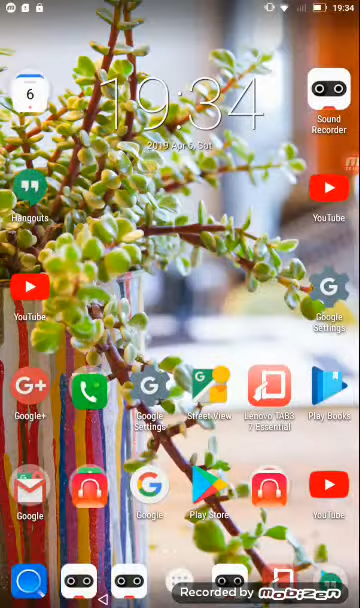 19:34
6
19:34
2019 Apr 6, Sat
Sound
Recorder
Hangouts
YouTube
YouTube
Google
Settings
Google+
Google
Settings
Street View
Lenovo TAB3
7 Essential
Play Books
Google
Google
Play Store
YouTube
Recorded by mobizen